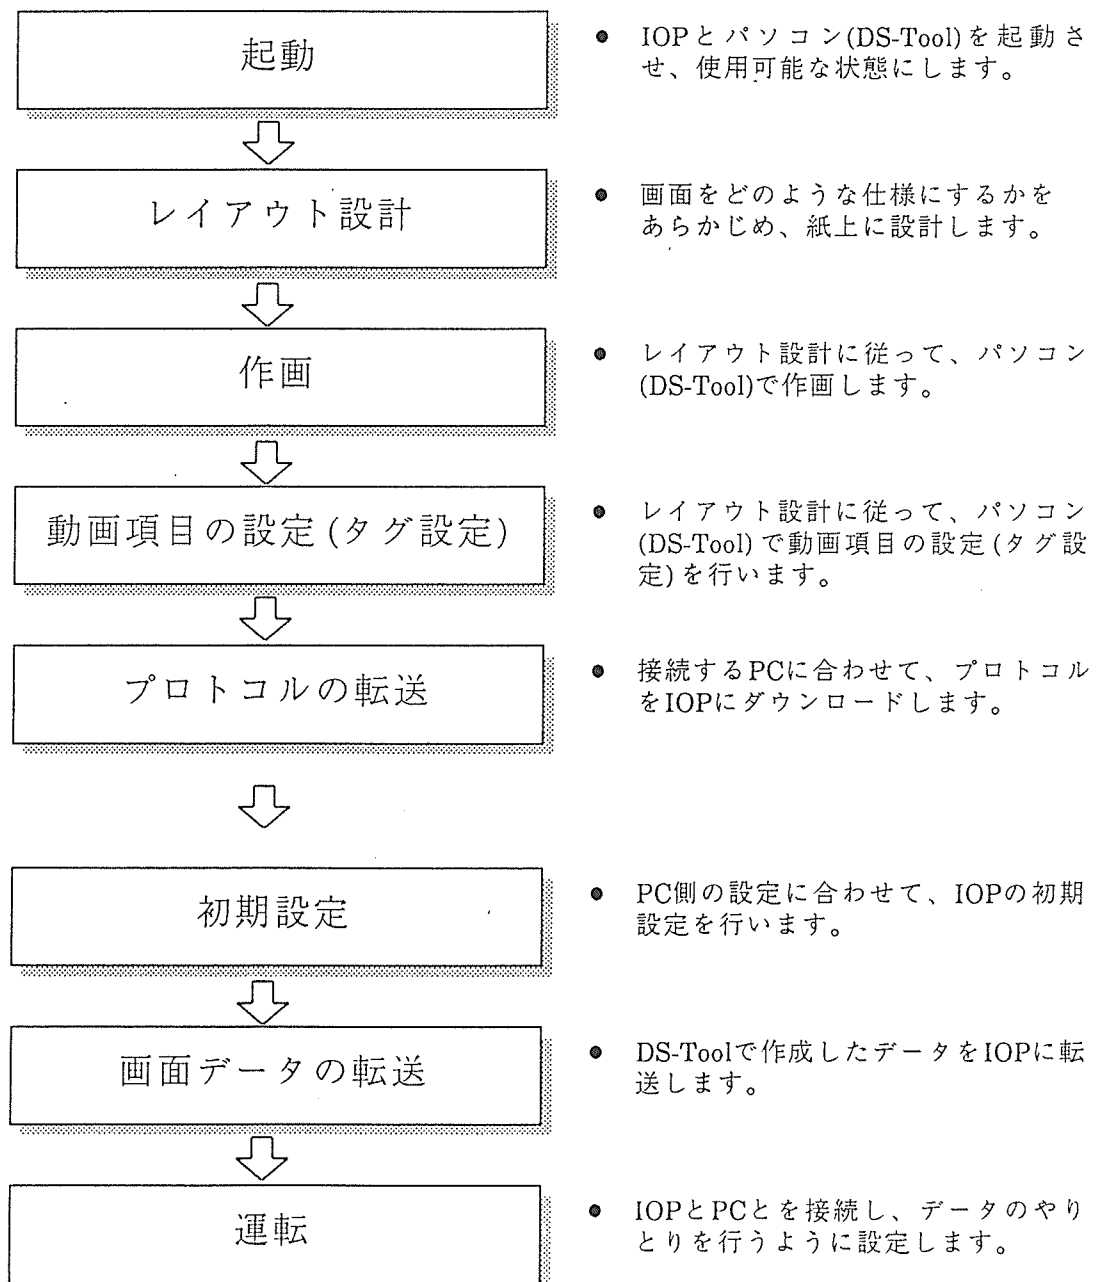 起動
● IOPとパソコン(DS-Tool)を起動さ
せ、使用可能な状態にします。
レイアウト設計
● 画面をどのような仕様にするかを
あらかじめ、紙上に設計します。
作画
● レイアウト設計に従って、パソコン
(DS-Tool)で作画します。
動画項目の設定(タグ設定)
● レイアウト設計に従って、パソコン
(DS-Tool)で動画項目の設定(タグ設
定)を行います。
プロトコルの転送
● 接続するPCに合わせて、プロトコル
をIOPにダウンロードします。
初期設定
● PC側の設定に合わせて、IOPの初期
設定を行います。
画面データの転送
● DS-Toolで作成したデータをIOPに転
送します。
運転
● IOPとPCとを接続し、データのやり
とりを行うように設定します。